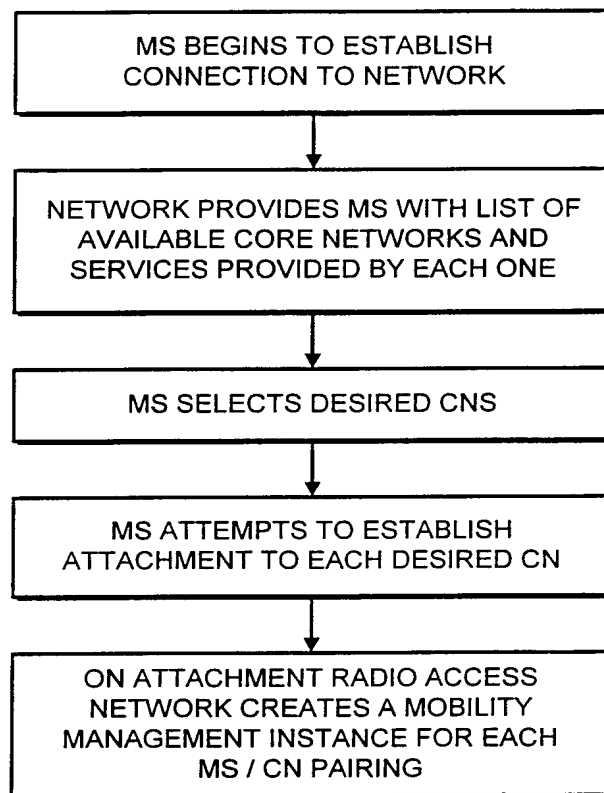 MS BEGINS TO ESTABLISH
CONNECTION TO NETWORK
NETWORK PROVIDES MS WITH LIST OF
AVAILABLE CORE NETWORKS AND
SERVICES PROVIDED BY EACH ONE
MS SELECTS DESIRED CNS
MS ATTEMPTS TO ESTABLISH
ATTACHMENT TO EACH DESIRED CN
ON ATTACHMENT RADIO ACCESS
NETWORK CREATES A MOBILITY
MANAGEMENT INSTANCE FOR EACH
MS / CN PAIRING